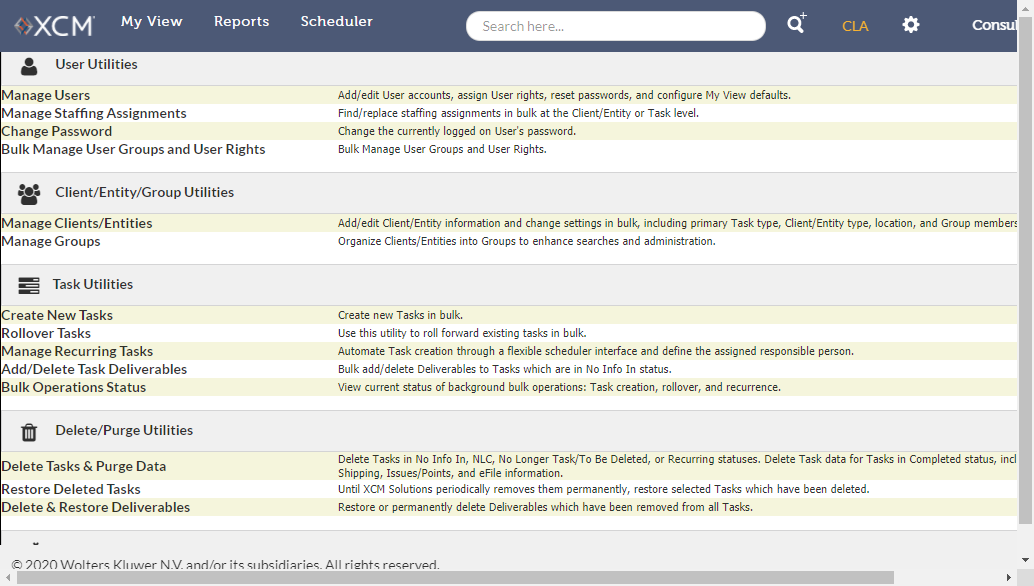 XCM My View Reports Scheduler Search here... CLA Consul
User Utilities
Manage Users Add/edit User accounts, assign User rights, reset passwords, and configure My View defaults.
Manage Staffing Assignments Find/replace staffing assignments in bulk at the Client/Entity or Task level.
Change Password Change the currently logged on User's password.
Bulk Manage User Groups and User Rights Bulk Manage User Groups and User Rights.
Client/Entity/Group Utilities
Manage Clients/Entities Add/edit Client/Entity information and change settings in bulk, including primary Task type, Client/Entity type, location, and Group members
Manage Groups Organize Clients/Entities into Groups to enhance searches and administration.
Task Utilities
Create New Tasks Create new Tasks in bulk.
Rollover Tasks Use this utility to roll forward existing tasks in bulk.
Manage Recurring Tasks Automate Task creation through a flexible scheduler interface and define the assigned responsible person.
Add/Delete Task Deliverables Bulk add/delete Deliverables to Tasks which are in No Info In status.
Bulk Operations Status View current status of background bulk operations: Task creation, rollover, and recurrence.
Delete/Purge Utilities
Delete Tasks & Purge Data Delete Tasks in No Info In, NLC, No Longer Task/To Be Deleted, or Recurring statuses. Delete Task data for Tasks in Completed status, incl
Shipping, Issues/Points, and eFile information.
Restore Deleted Tasks Until XCM Solutions periodically removes them permanently, restore selected Tasks which have been deleted.
Delete & Restore Deliverables Restore or permanently delete Deliverables which have been removed from all Tasks.
© 2020 Wolters Kluwer N.V. and/or its subsidiaries. All rights reserved.